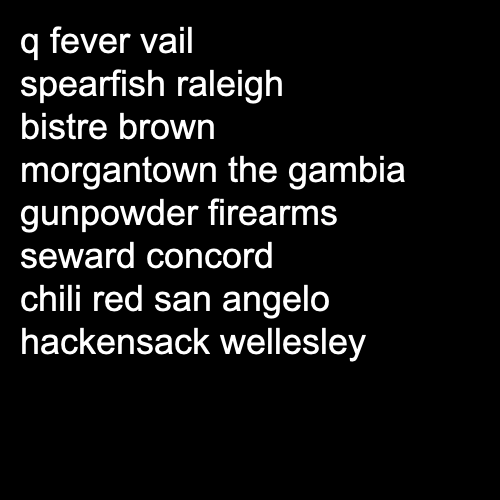 q fever vail
spearfish raleigh
bistre brown
morgantown the gambia
gunpowder firearms
seward concord
chili red san angelo
hackensack wellesley